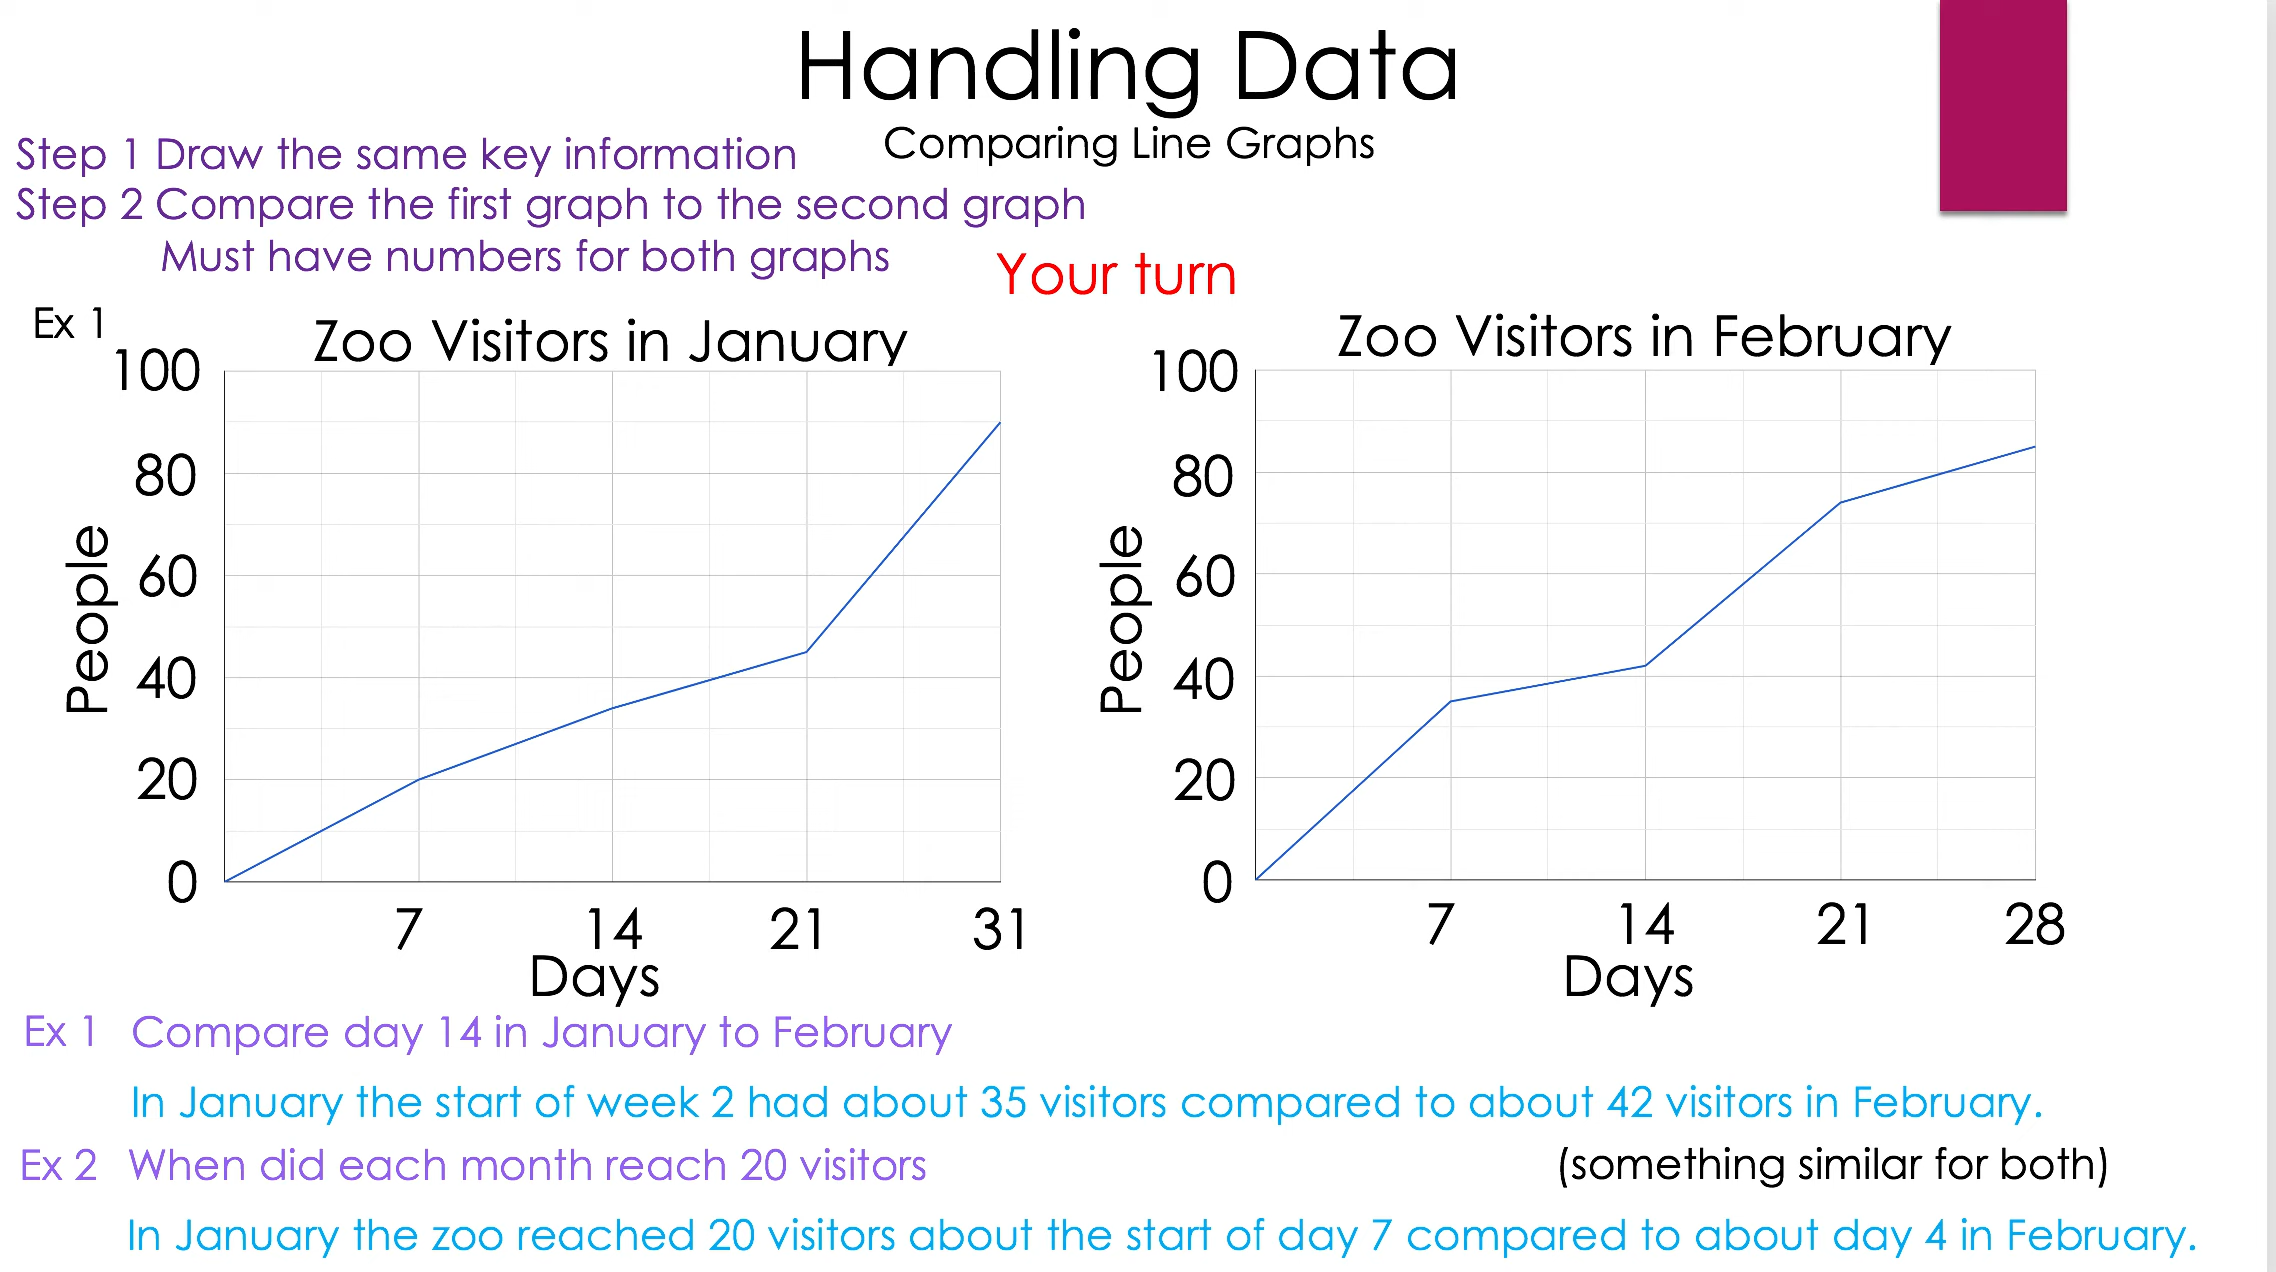 Handling Data
Comparing Line Graphs
Step 1 Draw the same key information
Step 2 Compare the first graph to the second graph
Must have numbers for both graphs
Your turn
Ex 1
Zoo Visitors in January
100
80
60
40
20
0
People
7 14 21 31
Days
Zoo Visitors in February
100
80
60
40
20
0
People
7 14 21 28
Days
Ex 1 Compare day 14 in January to February
In January the start of week 2 had about 35 visitors compared to about 42 visitors in February.
Ex 2 When did each month reach 20 visitors
(something similar for both)
In January the zoo reached 20 visitors about the start of day 7 compared to about day 4 in February.